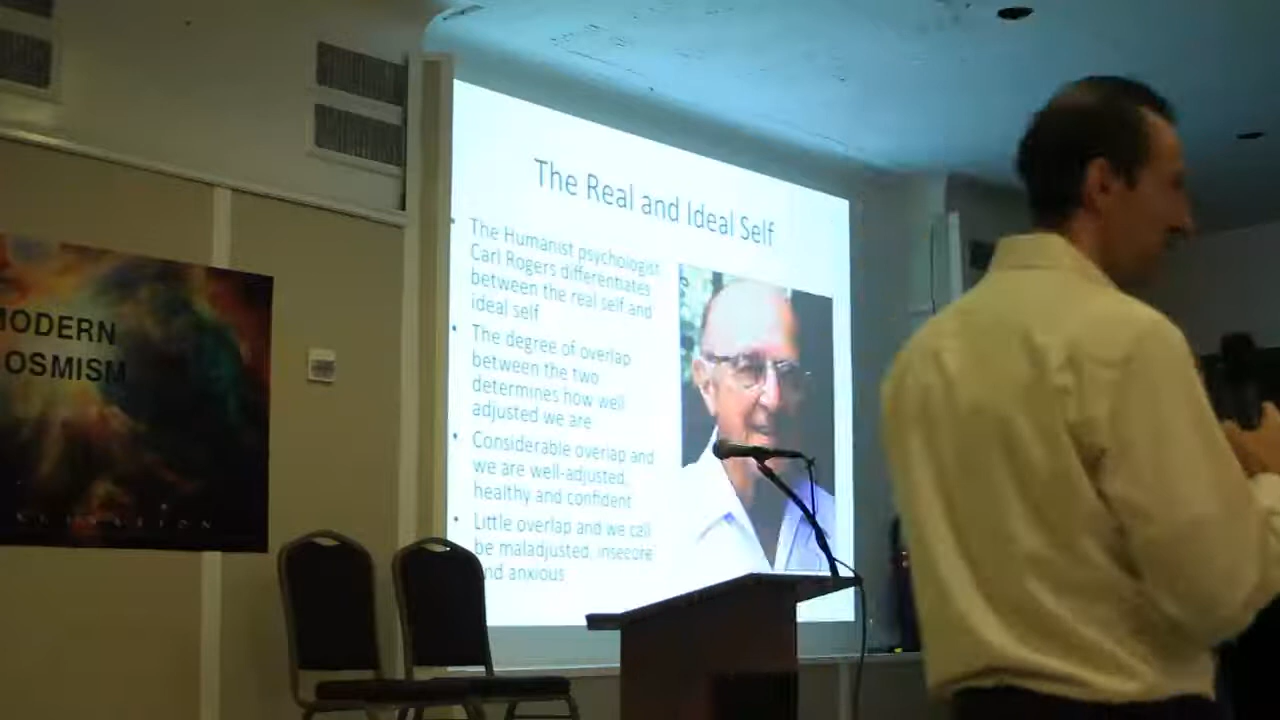 The Real and Ideal Self
• The Humanist psychologist
Carl Rogers differentiates
between the real self and
ideal self
• The degree of overlap
between the two
determines how well
adjusted we are
• Considerable overlap and
we are well-adjusted,
healthy and confident
• Little overlap and we call
be maladjusted, insecure
and anxious
MODERN
OSMISM